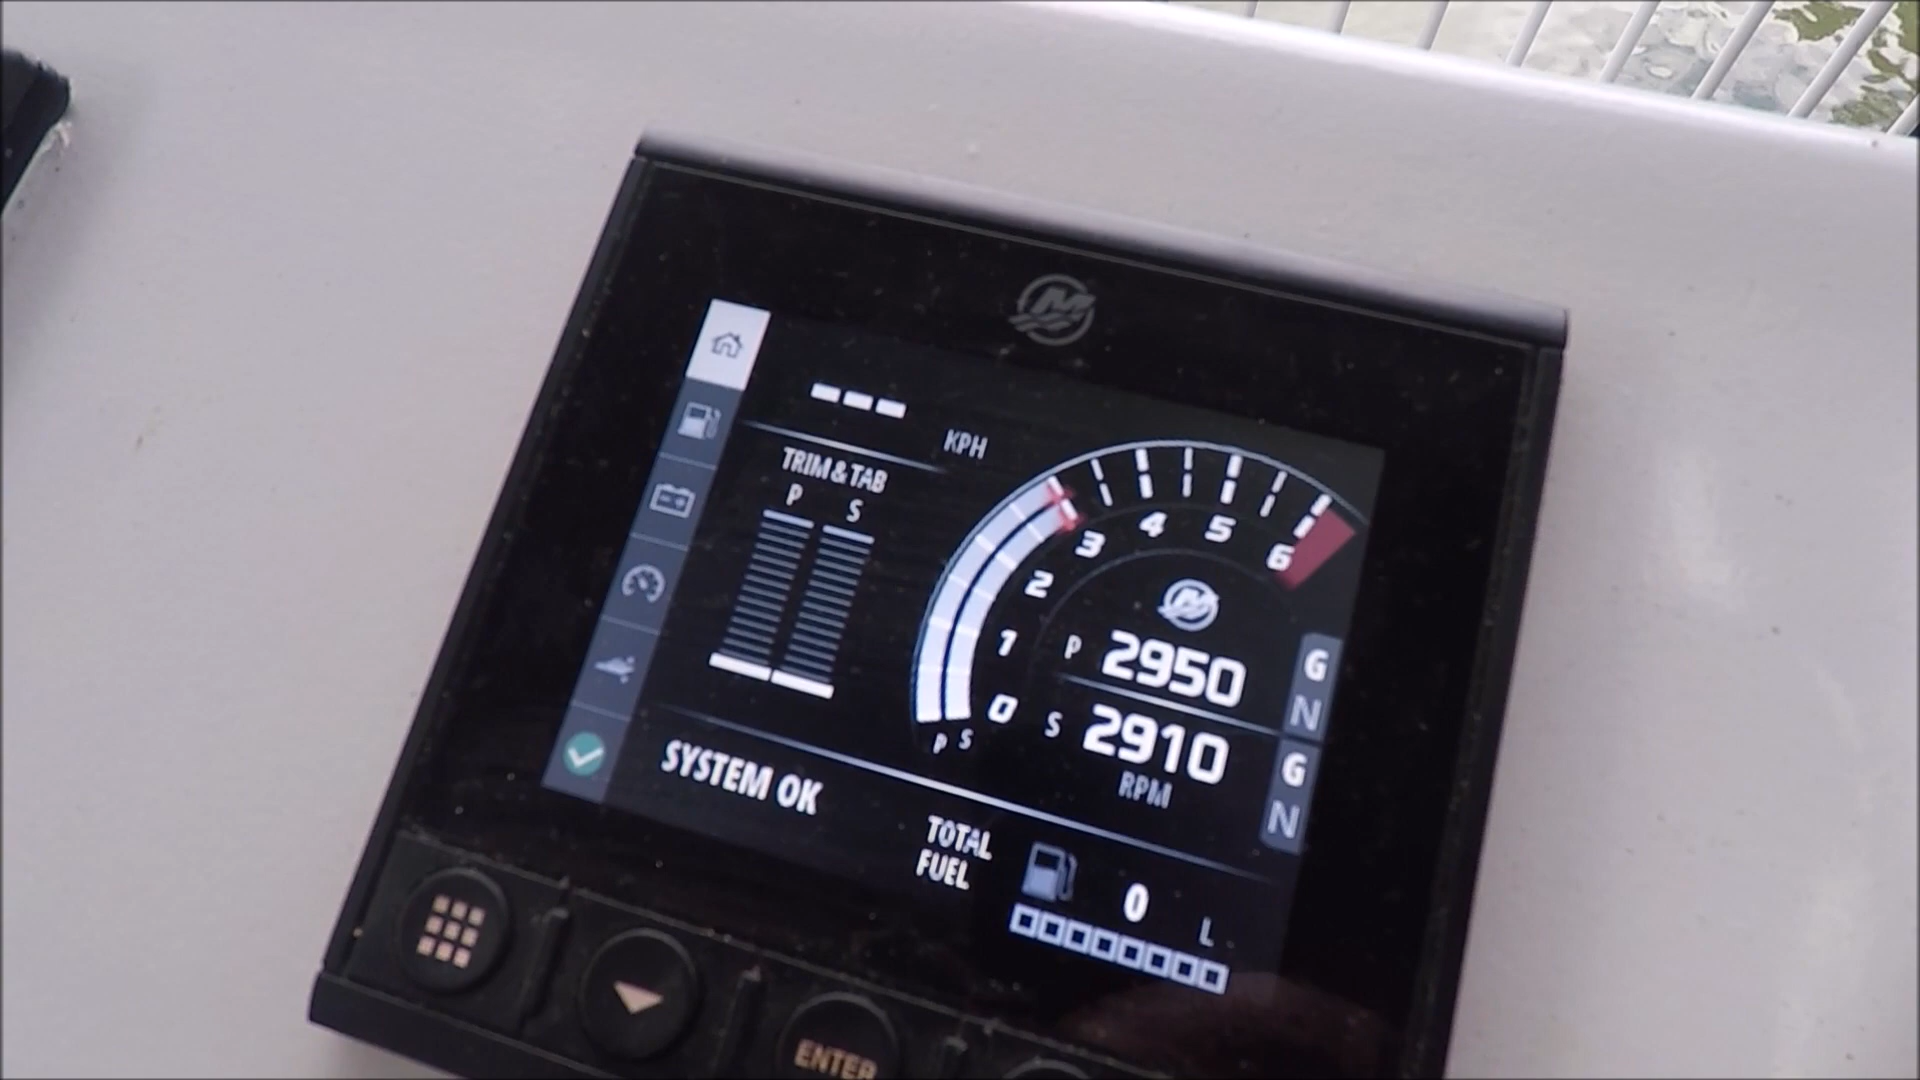 ---
KPH
TRIM & TAB
P S
0 1 2 3 4 5 6
P S
P 2950
S 2910
RPM
G
N
G
N
SYSTEM OK
TOTAL
FUEL
0 L
ENTER